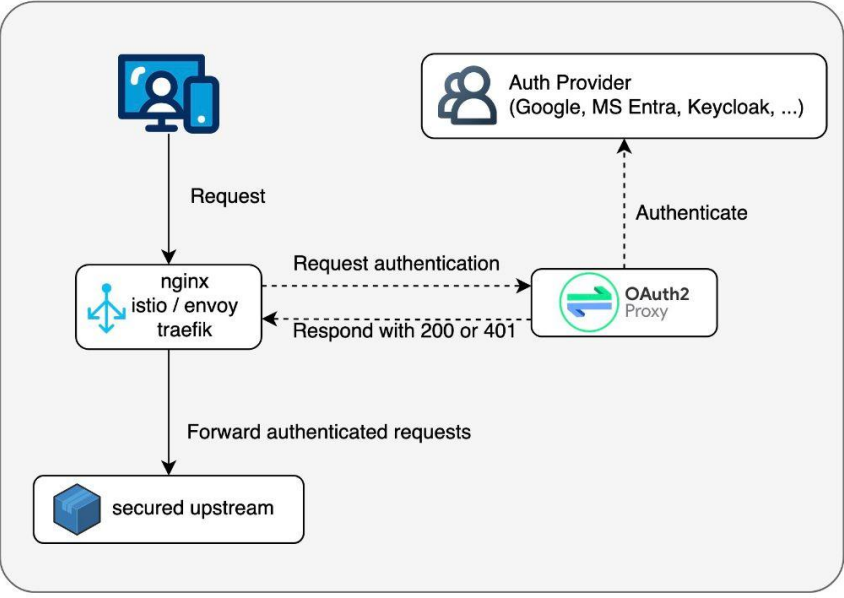 Auth Provider
(Google, MS Entra, Keycloak, ...)
Request
Authenticate
nginx
istio / envoy
traefik
Request authentication
Respond with 200 or 401
OAuth2
Proxy
Forward authenticated requests
secured upstream